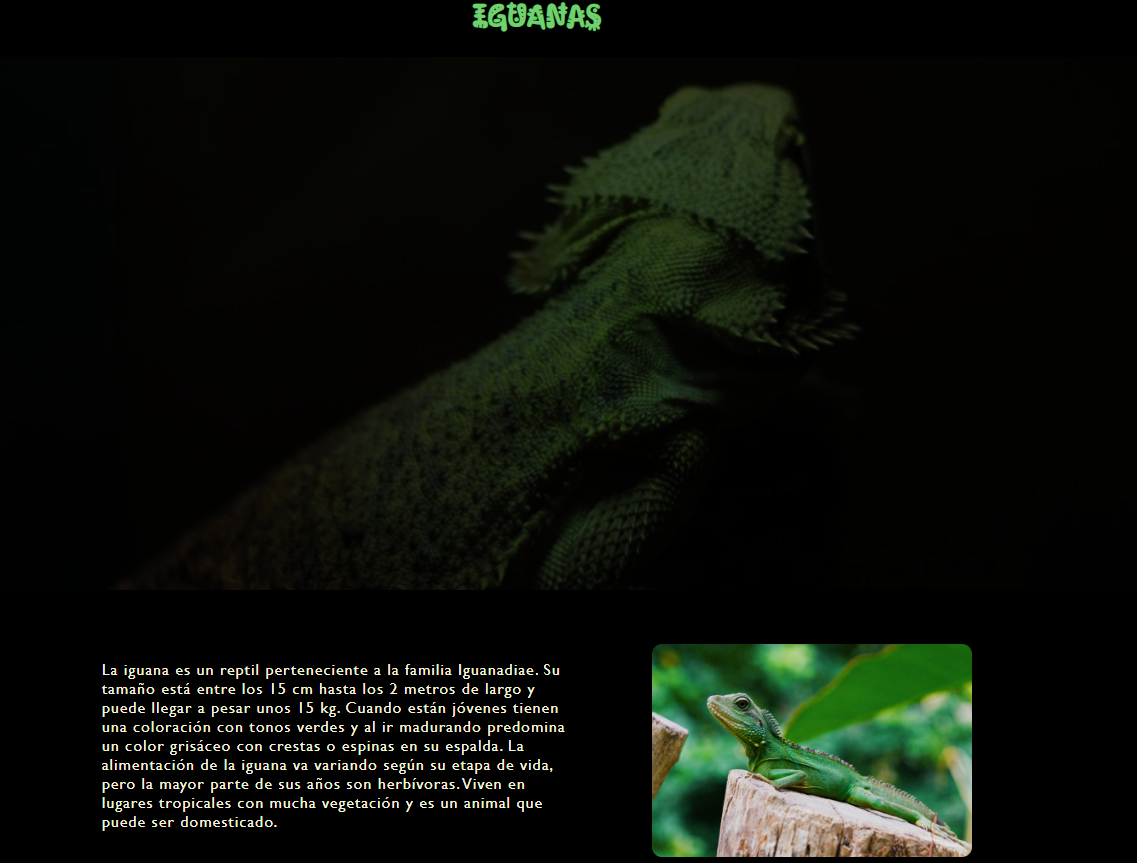 IGUANAS
La iguana es un reptil perteneciente a la familia Iguanadiae. Su
tamaño está entre los 15 cm hasta los 2 metros de largo y
puede llegar a pesar unos 15 kg. Cuando están jóvenes tienen
una coloración con tonos verdes y al ir madurando predomina
un color grisáceo con crestas o espinas en su espalda. La
alimentación de la iguana va variando según su etapa de vida,
pero la mayor parte de sus años son herbívoras. Viven en
lugares tropicales con mucha vegetación y es un animal que
puede ser domesticado.